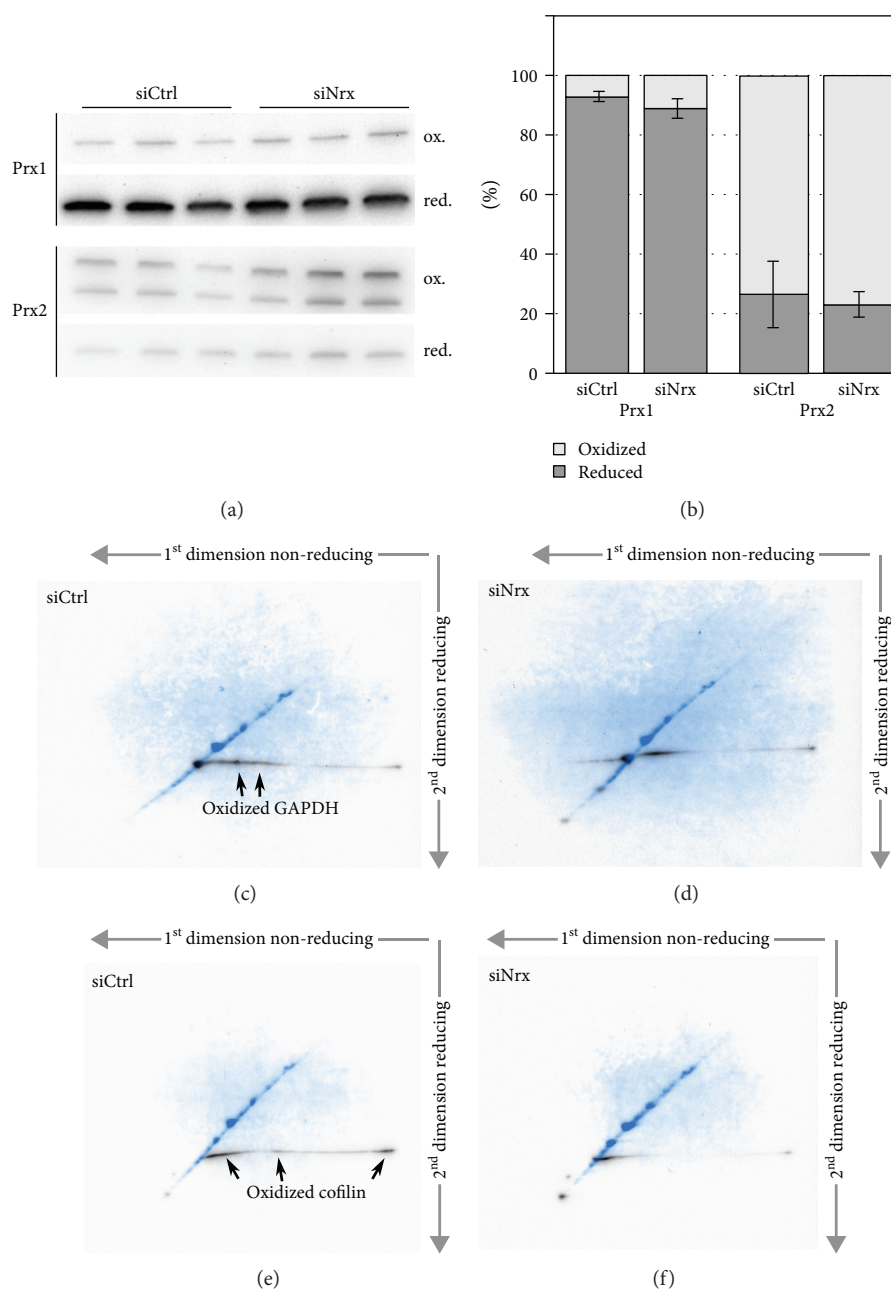 siCtrl siNrx
Prx1
ox.
red.
Prx2
ox.
red.
(a)
(%)
100
80
60
40
20
0
siCtrl siNrx siCtrl siNrx
Prx1 Prx2
Oxidized
Reduced
(b)
1st dimension non-reducing
2nd dimension reducing
siCtrl
Oxidized GAPDH
(c)
1st dimension non-reducing
2nd dimension reducing
siNrx
(d)
1st dimension non-reducing
2nd dimension reducing
siCtrl
Oxidized cofilin
(e)
1st dimension non-reducing
2nd dimension reducing
siNrx
(f)